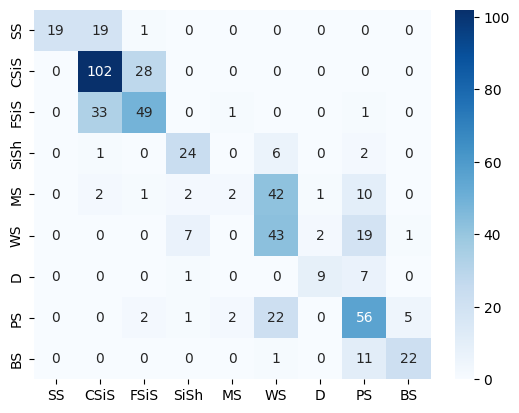 SS 19 19 1 0 0 0 0 0 0
CSiS 0 102 28 0 0 0 0 0 0
FSiS 0 33 49 0 1 0 0 1 0
SiSh 0 1 0 24 0 6 0 2 0
MS 0 2 1 2 2 42 1 10 0
WS 0 0 0 7 0 43 2 19 1
D 0 0 0 1 0 0 9 7 0
PS 0 0 2 1 2 22 0 56 5
BS 0 0 0 0 0 1 0 11 22
SS CSiS FSiS SiSh MS WS D PS BS
100
80
60
40
20
0